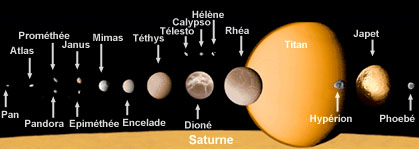 Hélène
Calypso
Télesto
Prométhée
Atlas
Janus
Mimas
Téthys
Rhéa
Titan
Japet
Pan
Pandora
Epiméthée
Encelade
Dioné
Hypérion
Phoebé
Saturne